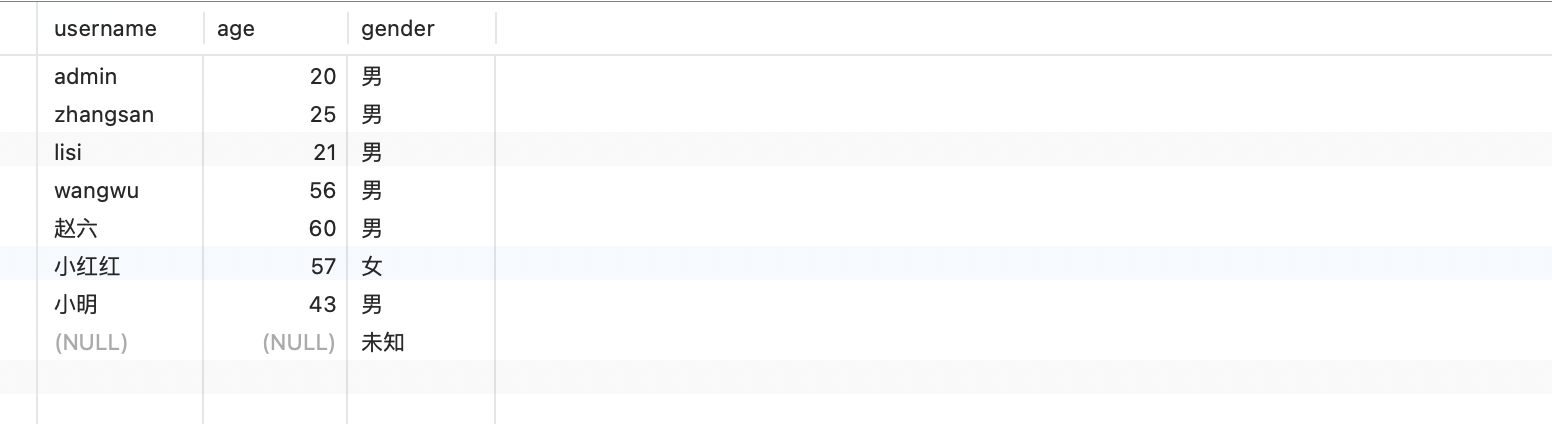 username age gender
admin 20 男
zhangsan 25 男
lisi 21 男
wangwu 56 男
赵六 60 男
小红红 57 女
小明 43 男
(NULL) (NULL) 未知